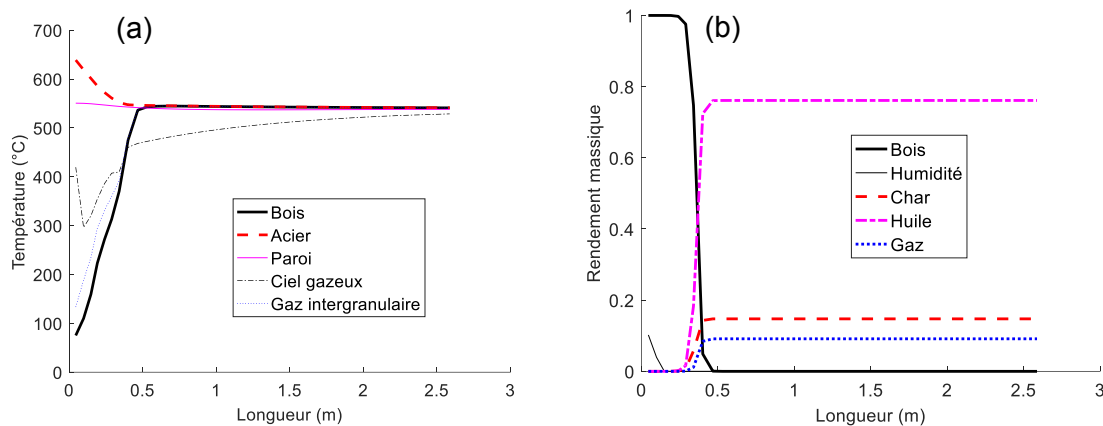 (a)
Température (°C)
700
600
500
400
300
200
100
0
Bois
Acier
Paroi
Ciel gazeux
Gaz intergranulaire
0
0.5
1
1.5
2
2.5
3
Longueur (m)
(b)
Rendement massique
1
0.8
0.6
0.4
0.2
0
Bois
Humidité
Char
Huile
Gaz
0
0.5
1
1.5
2
2.5
3
Longueur (m)